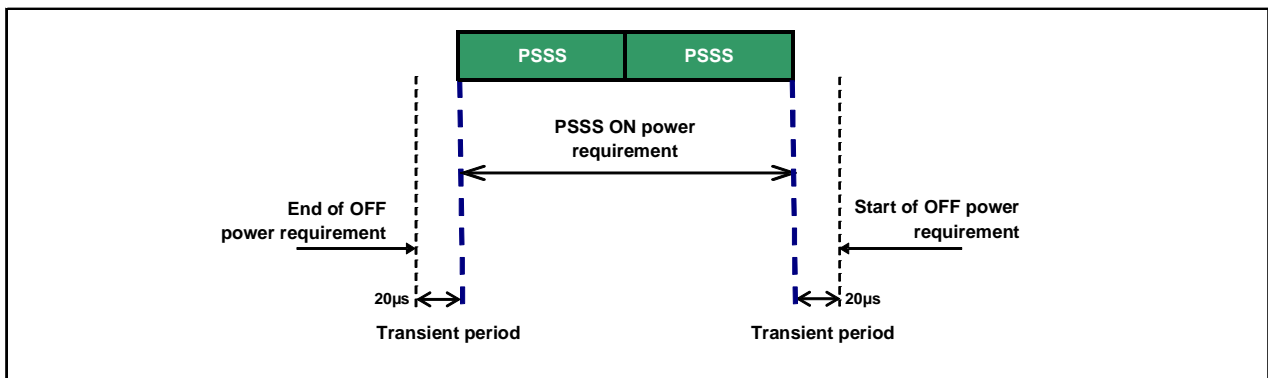 PSSS PSSS
PSSS ON power
requirement
End of OFF
power requirement
Start of OFF power
requirement
20µs
20µs
Transient period
Transient period